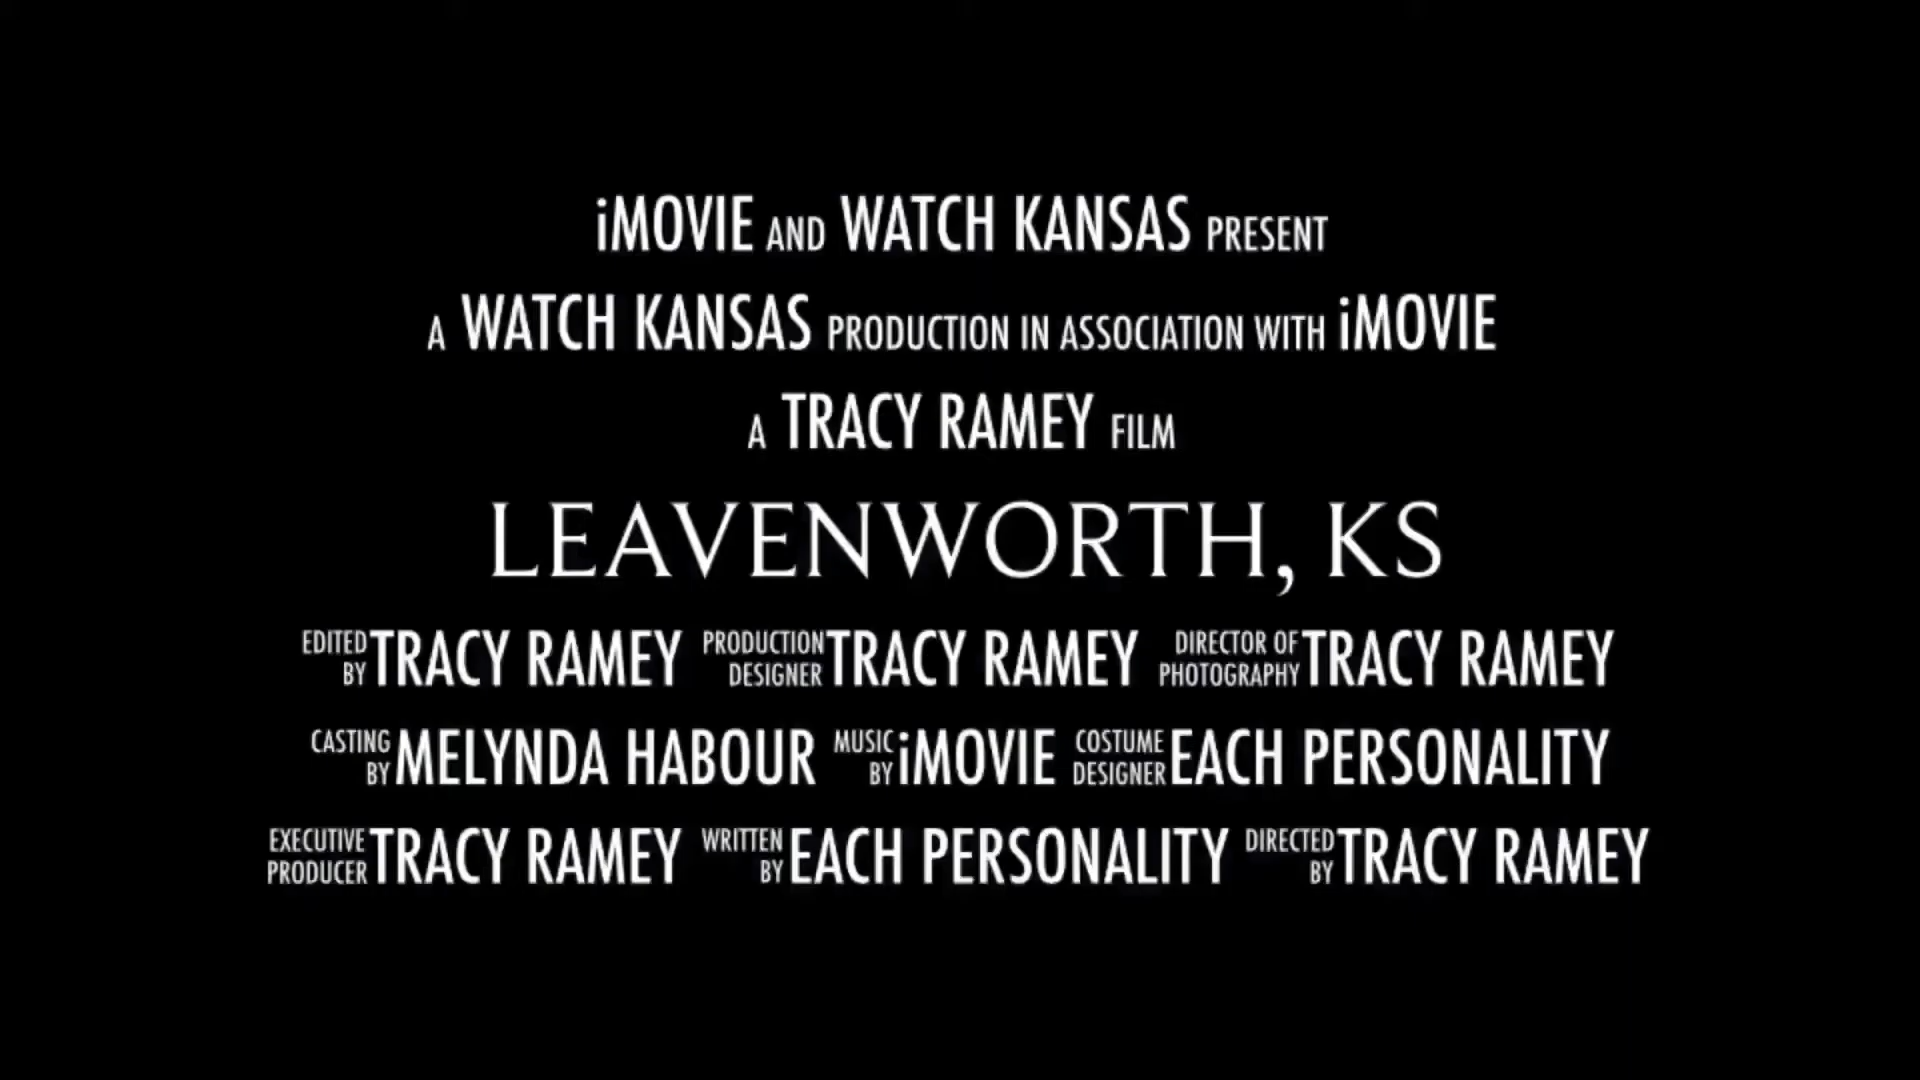 iMOVIE AND WATCH KANSAS PRESENT
A WATCH KANSAS PRODUCTION IN ASSOCIATION WITH iMOVIE
A TRACY RAMEY FILM
LEAVENWORTH, KS
EDITED BY TRACY RAMEY PRODUCTION DESIGNER TRACY RAMEY DIRECTOR OF PHOTOGRAPHY TRACY RAMEY
CASTING BY MELYNDA HABOUR MUSIC BY iMOVIE COSTUME DESIGNER EACH PERSONALITY
EXECUTIVE PRODUCER TRACY RAMEY WRITTEN BY EACH PERSONALITY DIRECTED BY TRACY RAMEY